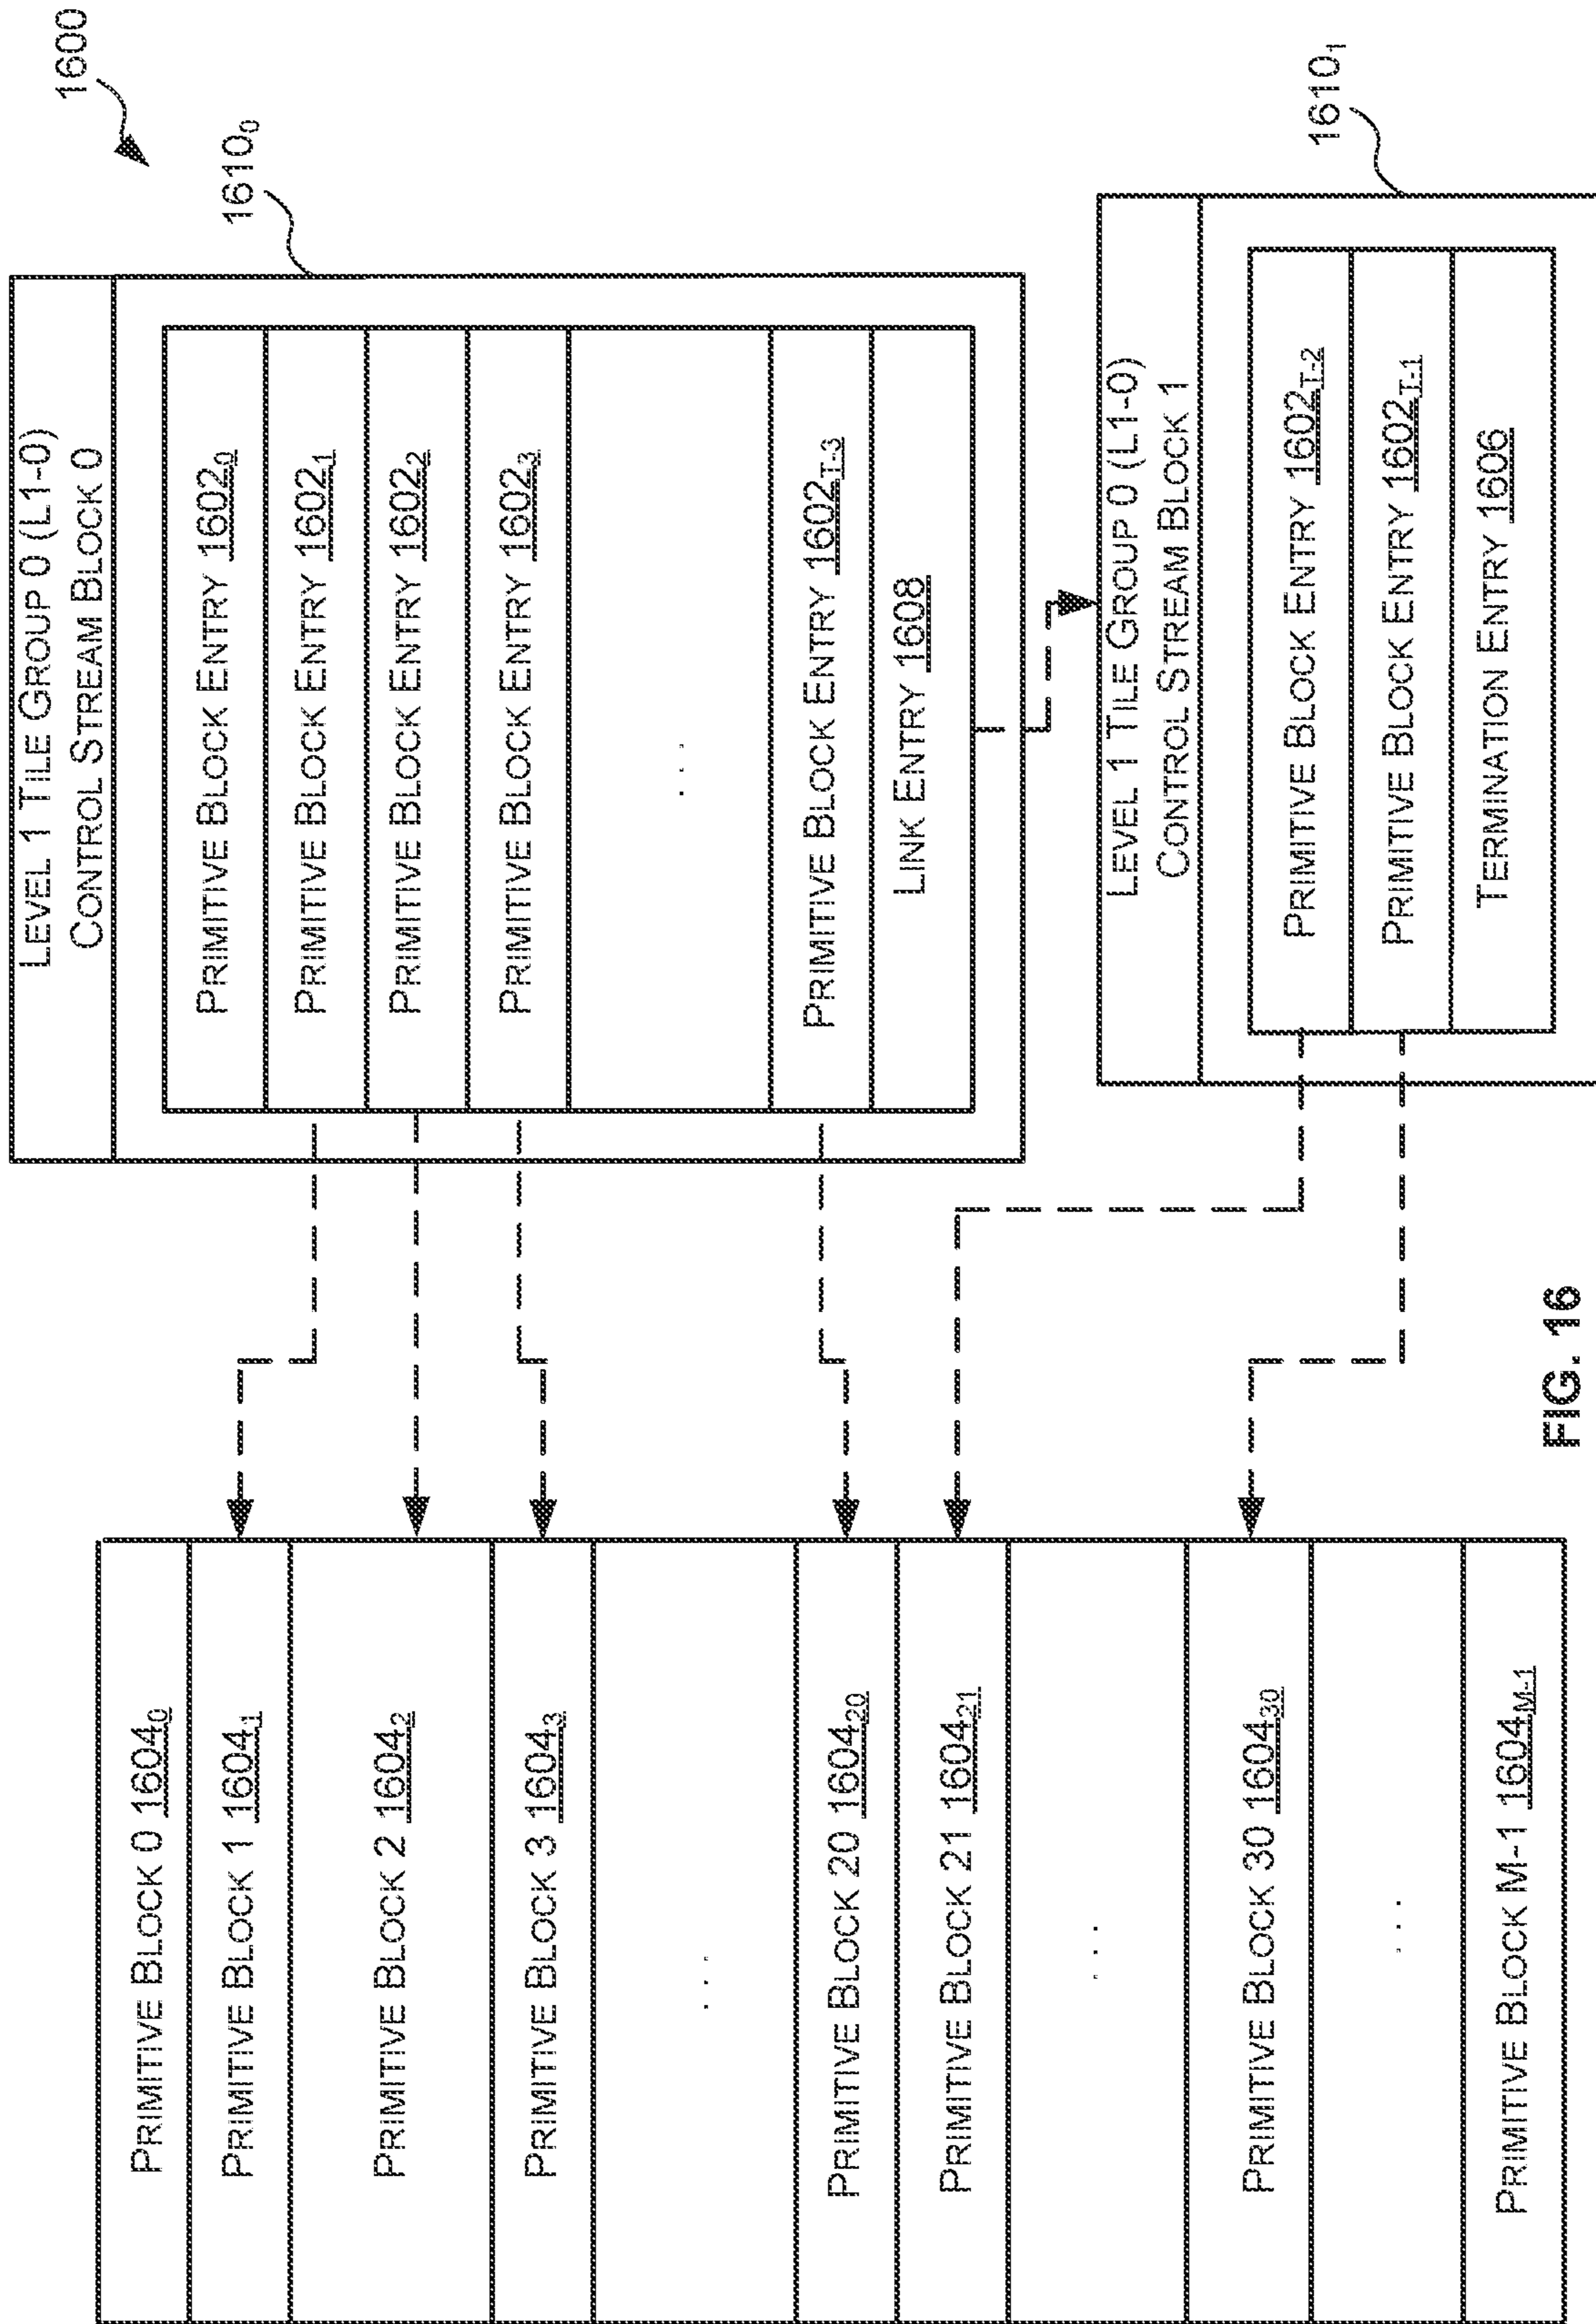 1600
LEVEL 1 TILE GROUP 0 (L1-0)
CONTROL STREAM BLOCK 0
1610₀
PRIMITIVE BLOCK ENTRY 1602₀
PRIMITIVE BLOCK ENTRY 1602₁
PRIMITIVE BLOCK ENTRY 1602₂
PRIMITIVE BLOCK ENTRY 1602₃
. . .
PRIMITIVE BLOCK ENTRY 1602T-3
LINK ENTRY 1608
LEVEL 1 TILE GROUP 0 (L1-0)
CONTROL STREAM BLOCK 1
1610₁
PRIMITIVE BLOCK ENTRY 1602T-2
PRIMITIVE BLOCK ENTRY 1602T-1
TERMINATION ENTRY 1606
PRIMITIVE BLOCK 0 1604₀
PRIMITIVE BLOCK 1 1604₁
PRIMITIVE BLOCK 2 1604₂
PRIMITIVE BLOCK 3 1604₃
. . .
PRIMITIVE BLOCK 20 1604₂₀
PRIMITIVE BLOCK 21 1604₂₁
. . .
PRIMITIVE BLOCK 30 1604₃₀
. . .
PRIMITIVE BLOCK M-1 1604M-1
FIG. 16